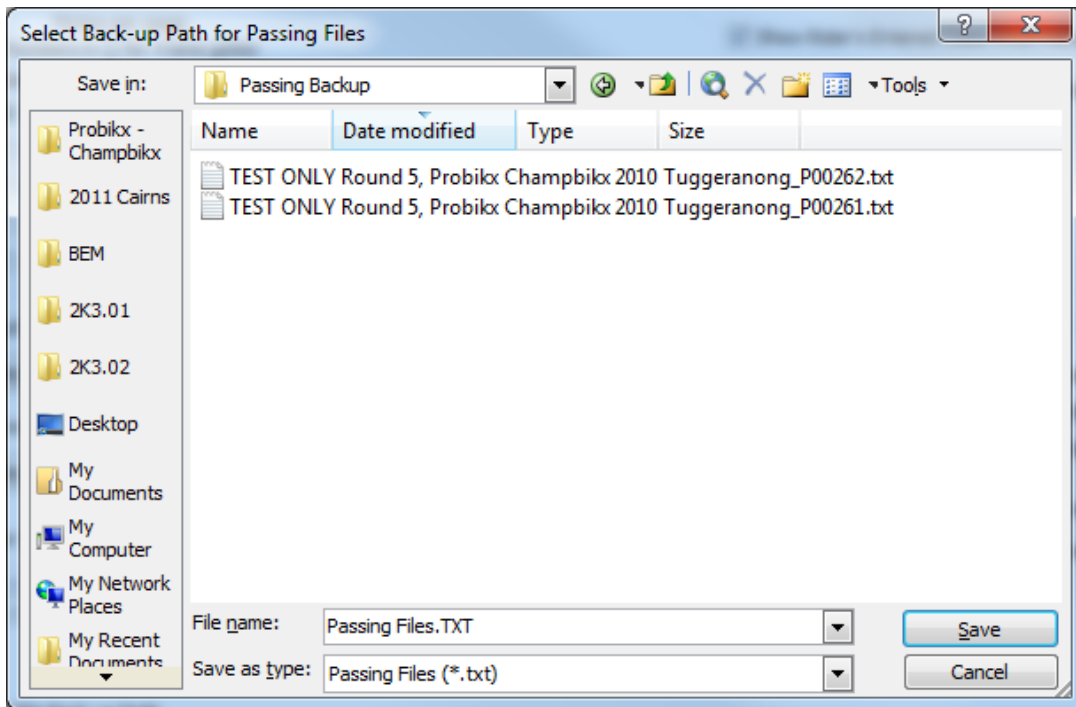 Select Back-up Path for Passing Files
Save in:
Passing Backup
Tools
Probikx -
Champbikx
2011 Cairns
BEM
2K3.01
2K3.02
Desktop
My
Documents
My
Computer
My Network
Places
My Recent
Documents
Name Date modified Type Size
TEST ONLY Round 5, Probikx Champbikx 2010 Tuggeranong_P00262.txt
TEST ONLY Round 5, Probikx Champbikx 2010 Tuggeranong_P00261.txt
File name: Passing Files.TXT
Save
Save as type: Passing Files (*.txt)
Cancel